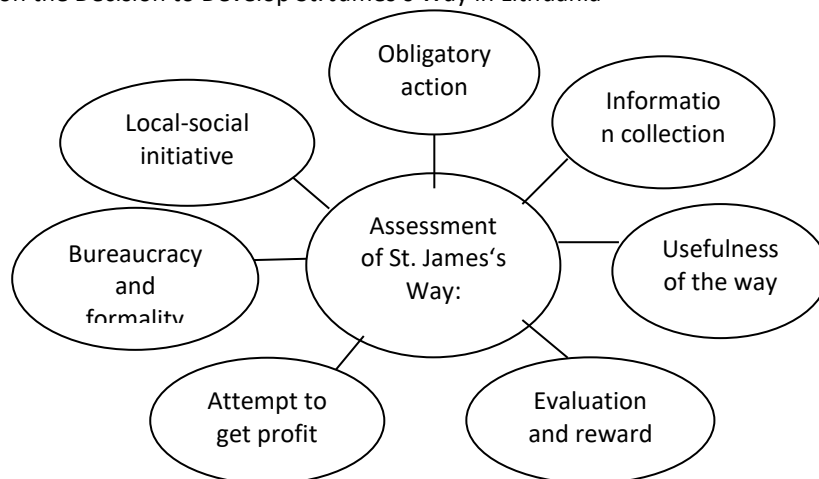 on the Decision to Develop St.James's Way in Lithuania
Obligatory
action
Informatio
n collection
Local-social
initiative
Assessment
of St. James‘s
Way:
Usefulness
of the way
Bureaucracy
and
formality
Attempt to
get profit
Evaluation
and reward